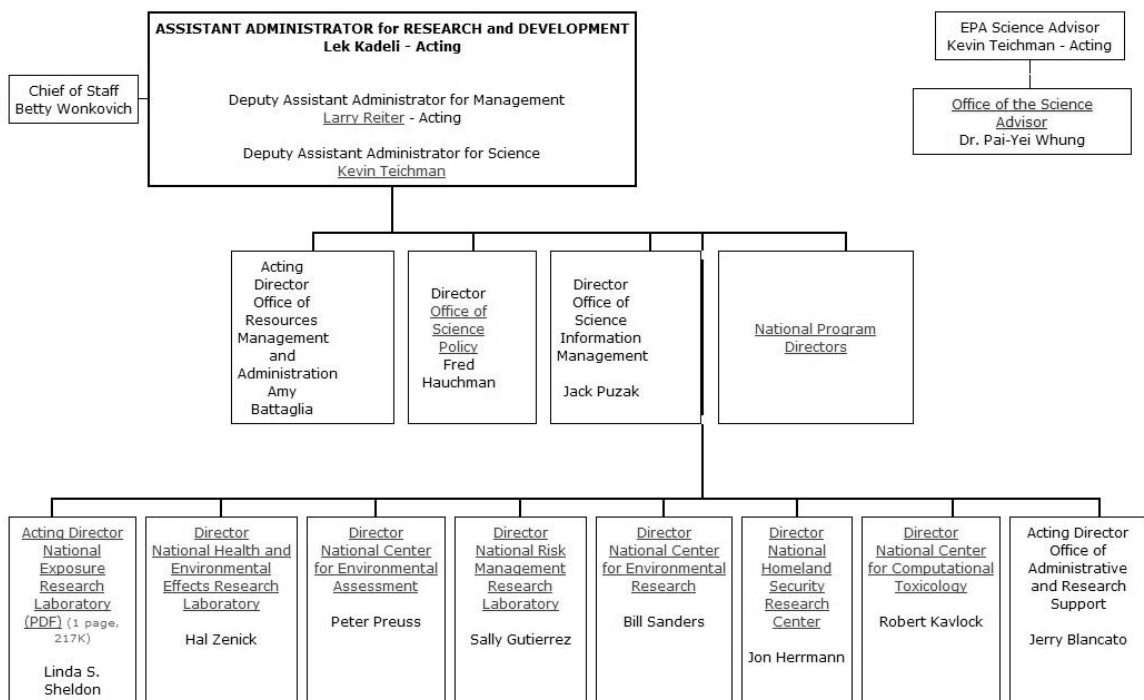 ASSISTANT ADMINISTRATOR for RESEARCH and DEVELOPMENT
Lek Kadeli - Acting
Deputy Assistant Administrator for Management
Larry Reiter - Acting
Deputy Assistant Administrator for Science
Kevin Teichman
Chief of Staff
Betty Wonkovich
EPA Science Advisor
Kevin Teichman - Acting
Office of the Science
Advisor
Dr. Pai-Yei Whung
Acting
Director
Office of
Resources
Management
and
Administration
Amy
Battaglia
Director
Office of
Science
Policy
Fred
Hauchman
Director
Office of
Science
Information
Management
Jack Puzak
National Program
Directors
Acting Director
National
Exposure
Research
Laboratory
(PDF) (1 page,
217K)
Linda S.
Sheldon
Director
National Health and
Environmental
Effects Research
Laboratory
Hal Zenick
Director
National Center
for Environmental
Assessment
Peter Preuss
Director
National Risk
Management
Research
Laboratory
Sally Gutierrez
Director
National Center
for Environmental
Research
Bill Sanders
Director
National
Homeland
Security
Research
Center
Jon Herrmann
Director
National Center
for Computational
Toxicology
Robert Kavlock
Acting Director
Office of
Administrative
and Research
Support
Jerry Blancato